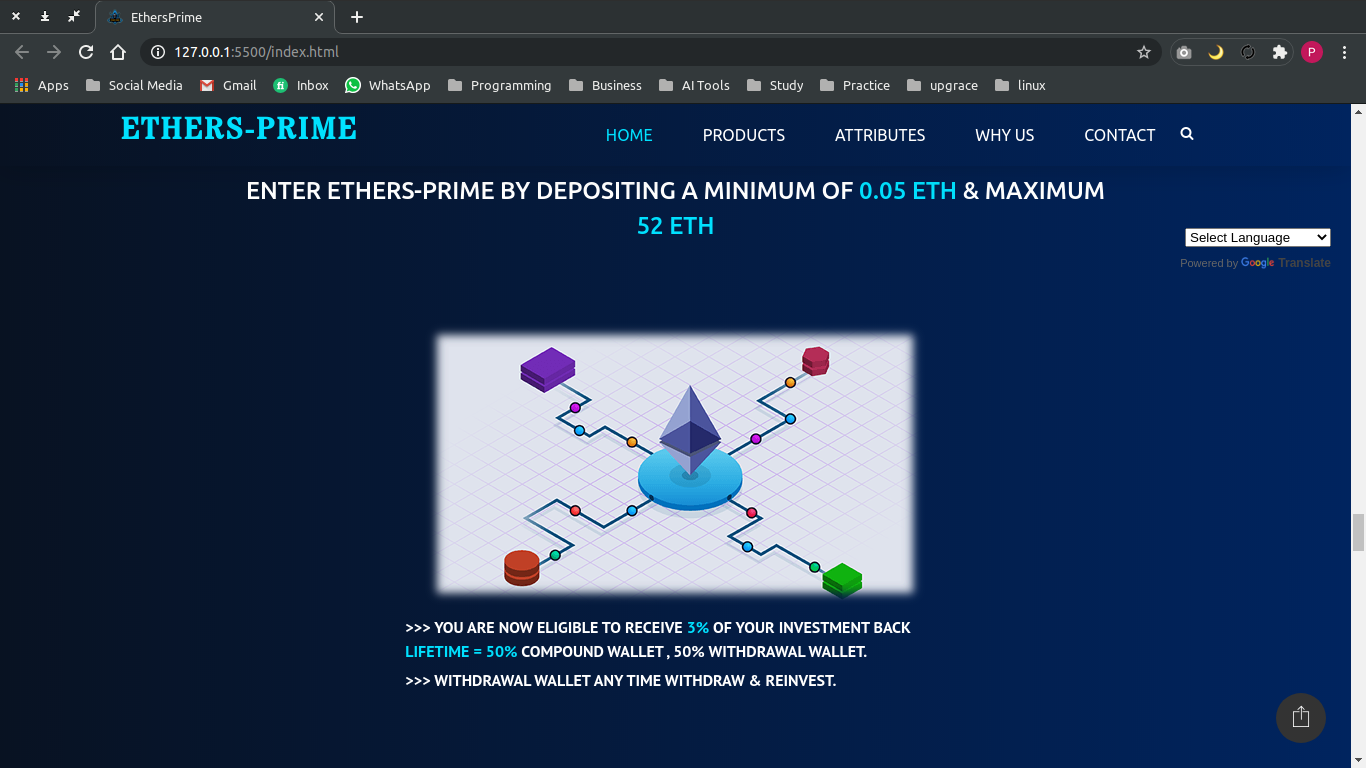 EthersPrime
127.0.0.1:5500/index.html
P
Apps Social Media Gmail Inbox WhatsApp Programming Business AI Tools Study Practice upgrace linux
ETHERS-PRIME
HOME PRODUCTS ATTRIBUTES WHY US CONTACT
ENTER ETHERS-PRIME BY DEPOSITING A MINIMUM OF 0.05 ETH & MAXIMUM
52 ETH
Select Language
Powered by Google Translate
>>> YOU ARE NOW ELIGIBLE TO RECEIVE 3% OF YOUR INVESTMENT BACK
LIFETIME = 50% COMPOUND WALLET , 50% WITHDRAWAL WALLET.
>>> WITHDRAWAL WALLET ANY TIME WITHDRAW & REINVEST.